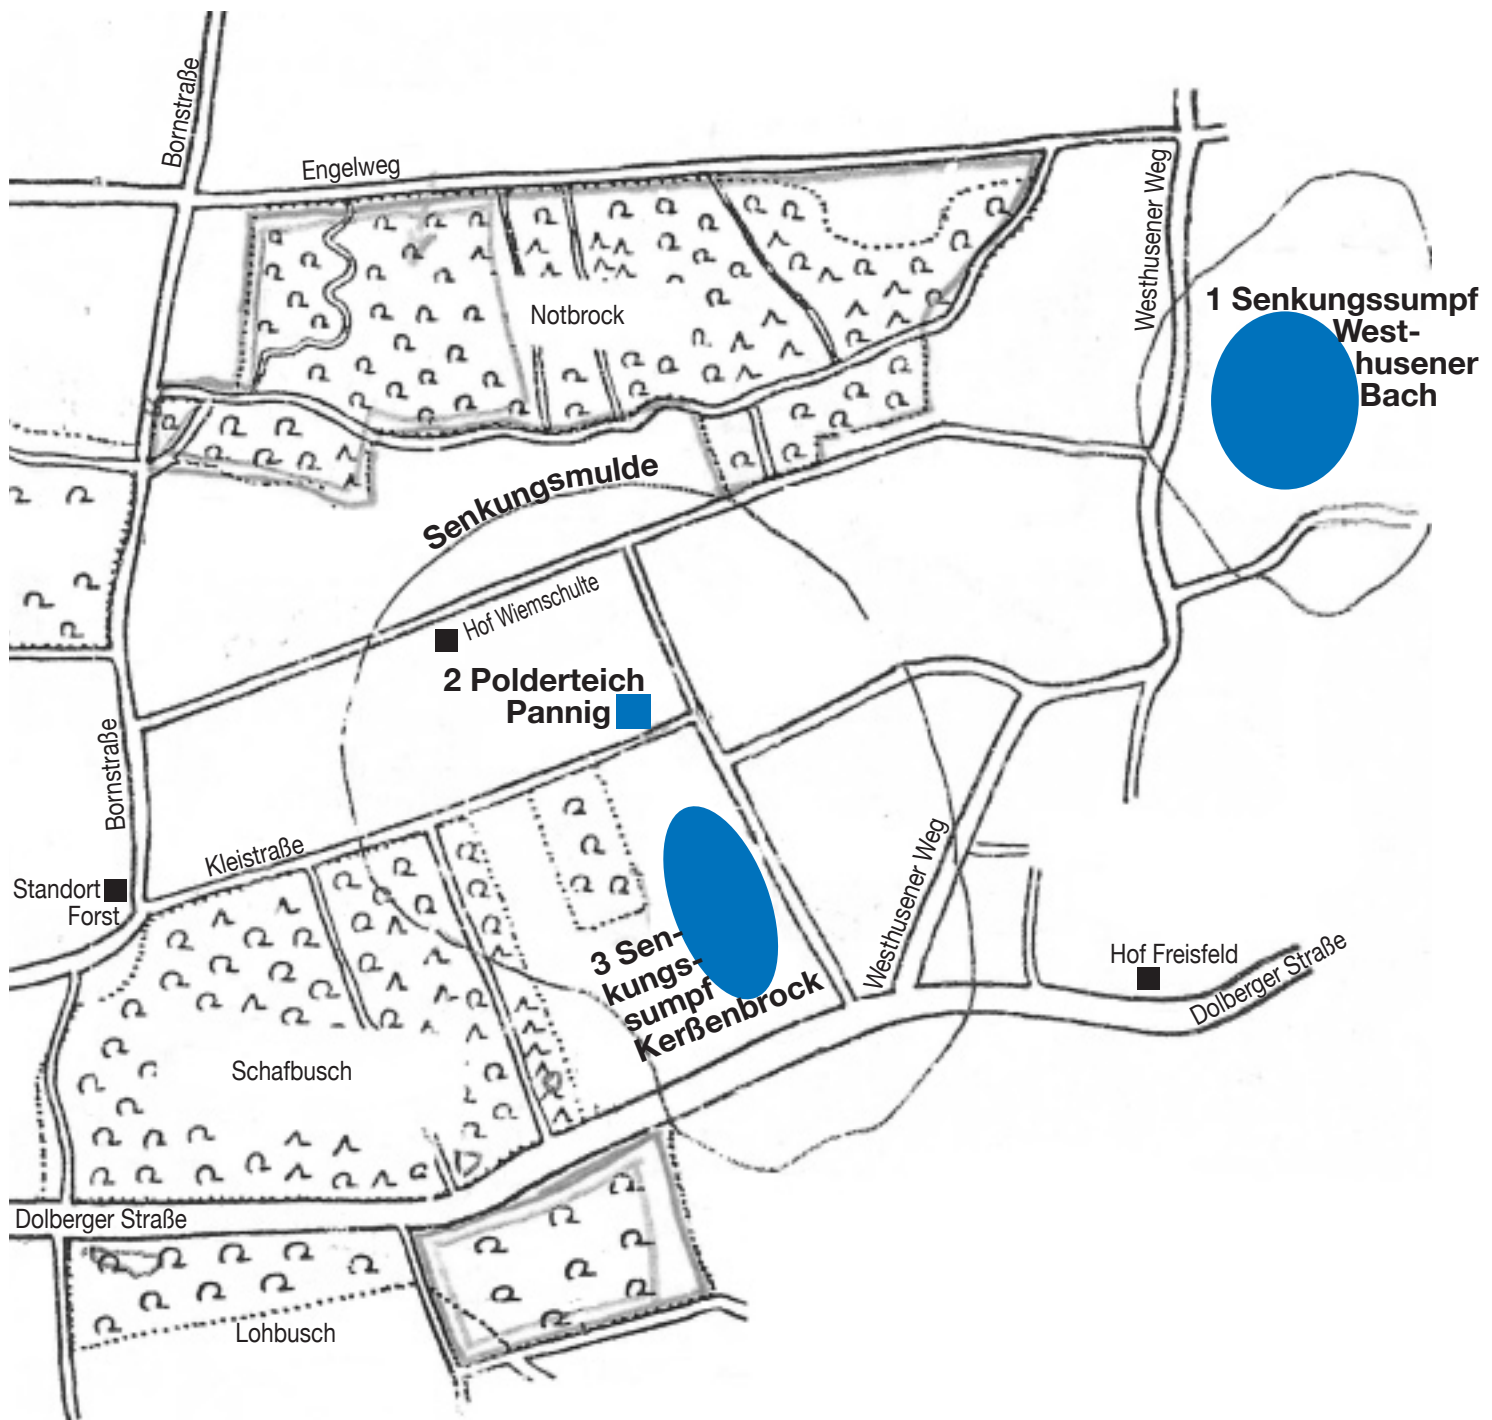 Bornstraße
Engelweg
Westhusener Weg
1 Senkungssumpf
West-
husener
Bach
Notbrock
Senkungsmulde
Hof Wiemschulte
2 Polderteich
Pannig
Bornstraße
Kleistraße
Standort
Forst
3 Sen-
kungs-
sumpf
Kerßenbrock
Westhusener Weg
Hof Freisfeld
Dolberger Straße
Schafbusch
Dolberger Straße
Lohbusch